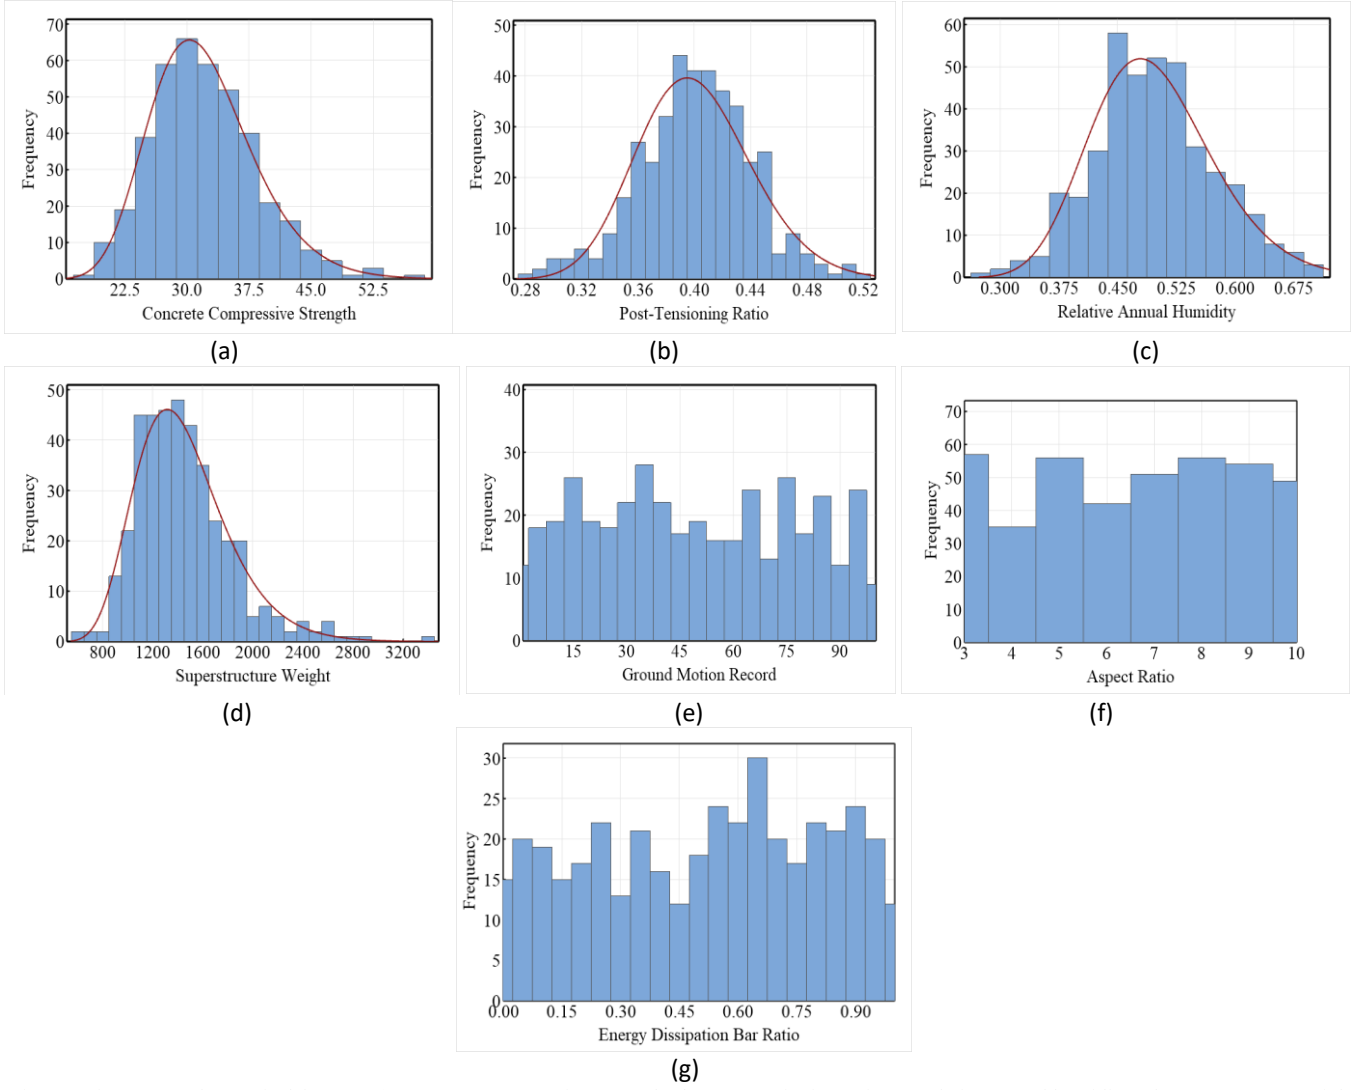 70
60
50
40
30
20
10
0
Frequency
22.5 30.0 37.5 45.0 52.5
Concrete Compressive Strength
(a)
50
40
30
20
10
0
Frequency
0.28 0.32 0.36 0.40 0.44 0.48 0.52
Post-Tensioning Ratio
(b)
60
50
40
30
20
10
0
Frequency
0.300 0.375 0.450 0.525 0.600 0.675
Relative Annual Humidity
(c)
50
40
30
20
10
0
Frequency
800 1200 1600 2000 2400 2800 3200
Superstructure Weight
(d)
40
30
20
10
0
Frequency
15 30 45 60 75 90
Ground Motion Record
(e)
70
60
50
40
30
20
10
0
Frequency
3 4 5 6 7 8 9 10
Aspect Ratio
(f)
30
25
20
15
10
5
0
Frequency
0.00 0.15 0.30 0.45 0.60 0.75 0.90
Energy Dissipation Bar Ratio
(g)